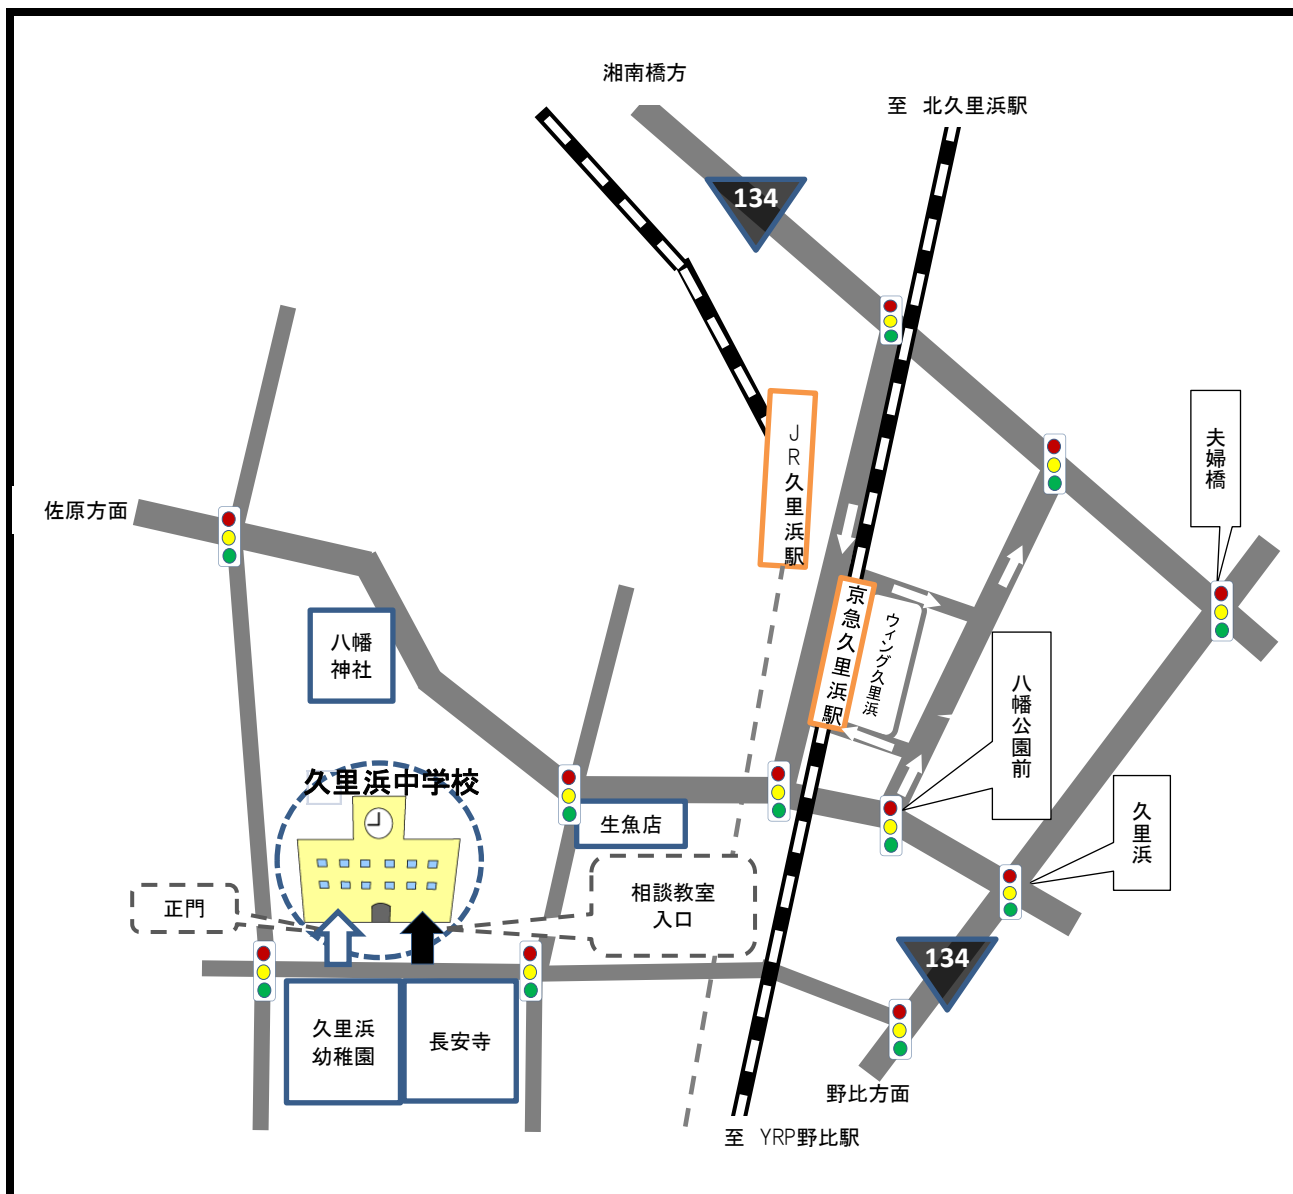 湘南橋方
至 北久里浜駅
134
夫婦橋
JR久里浜駅
佐原方面
京急久里浜駅
ウィング久里浜
八幡
神社
八幡公園前
久里浜中学校
久里浜
生魚店
正門
相談教室
入口
134
久里浜
幼稚園
長安寺
野比方面
至 YRP野比駅